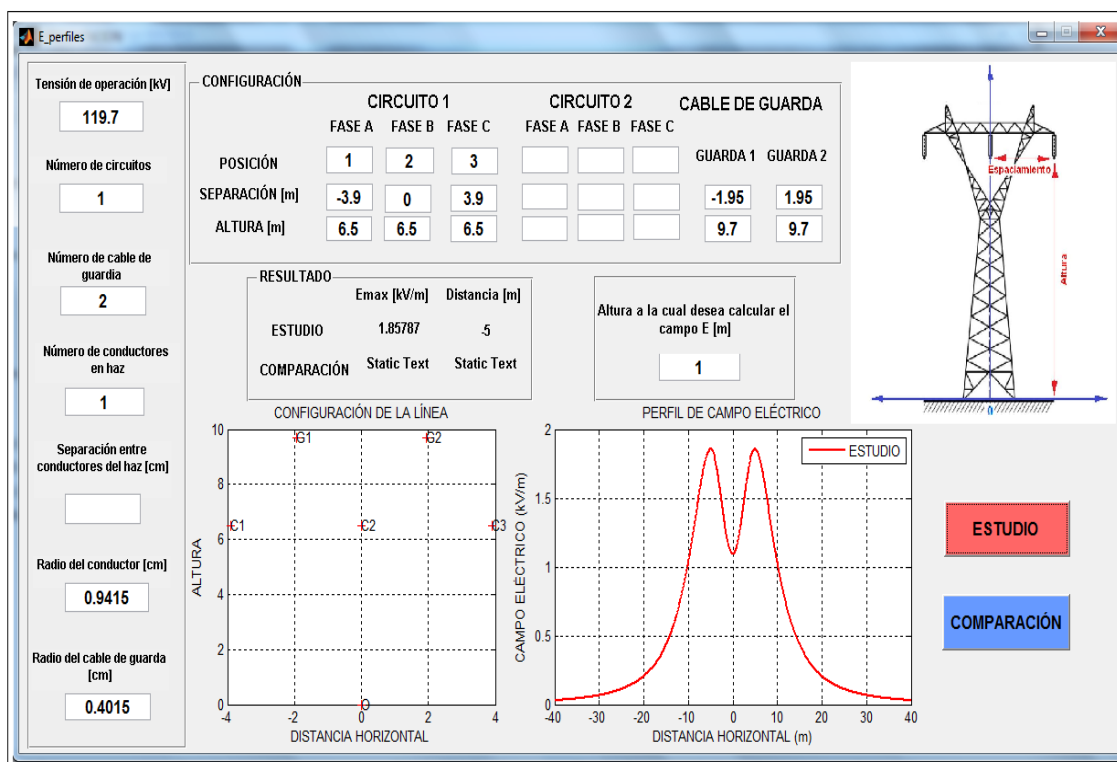 E_perfiles
Tensión de operación [kV]
119.7
Número de circuitos
1
Número de cable de
guardia
2
Número de conductores
en haz
1
Separación entre
conductores del haz [cm]
Radio del conductor [cm]
0.9415
Radio del cable de guarda
[cm]
0.4015
CONFIGURACIÓN
CIRCUITO 1 CIRCUITO 2 CABLE DE GUARDA
FASE A FASE B FASE C FASE A FASE B FASE C
GUARDA 1 GUARDA 2
POSICIÓN 1 2 3
SEPARACIÓN [m] -3.9 0 3.9 -1.95 1.95
ALTURA [m] 6.5 6.5 6.5 9.7 9.7
RESULTADO
Emax [kV/m] Distancia [m]
ESTUDIO 1.85787 -5
COMPARACIÓN Static Text Static Text
Altura a la cual desea calcular el
campo E [m]
1
Espaciamiento
Altura
0
CONFIGURACIÓN DE LA LÍNEA
ALTURA
10
8
6
4
2
0
G1 G2
C1 C2 C3
O
-4 -2 0 2 4
DISTANCIA HORIZONTAL
PERFIL DE CAMPO ELÉCTRICO
CAMPO ELÉCTRICO (kV/m)
2
1.5
1
0.5
0
ESTUDIO
-40 -30 -20 -10 0 10 20 30 40
DISTANCIA HORIZONTAL (m)
ESTUDIO
COMPARACIÓN